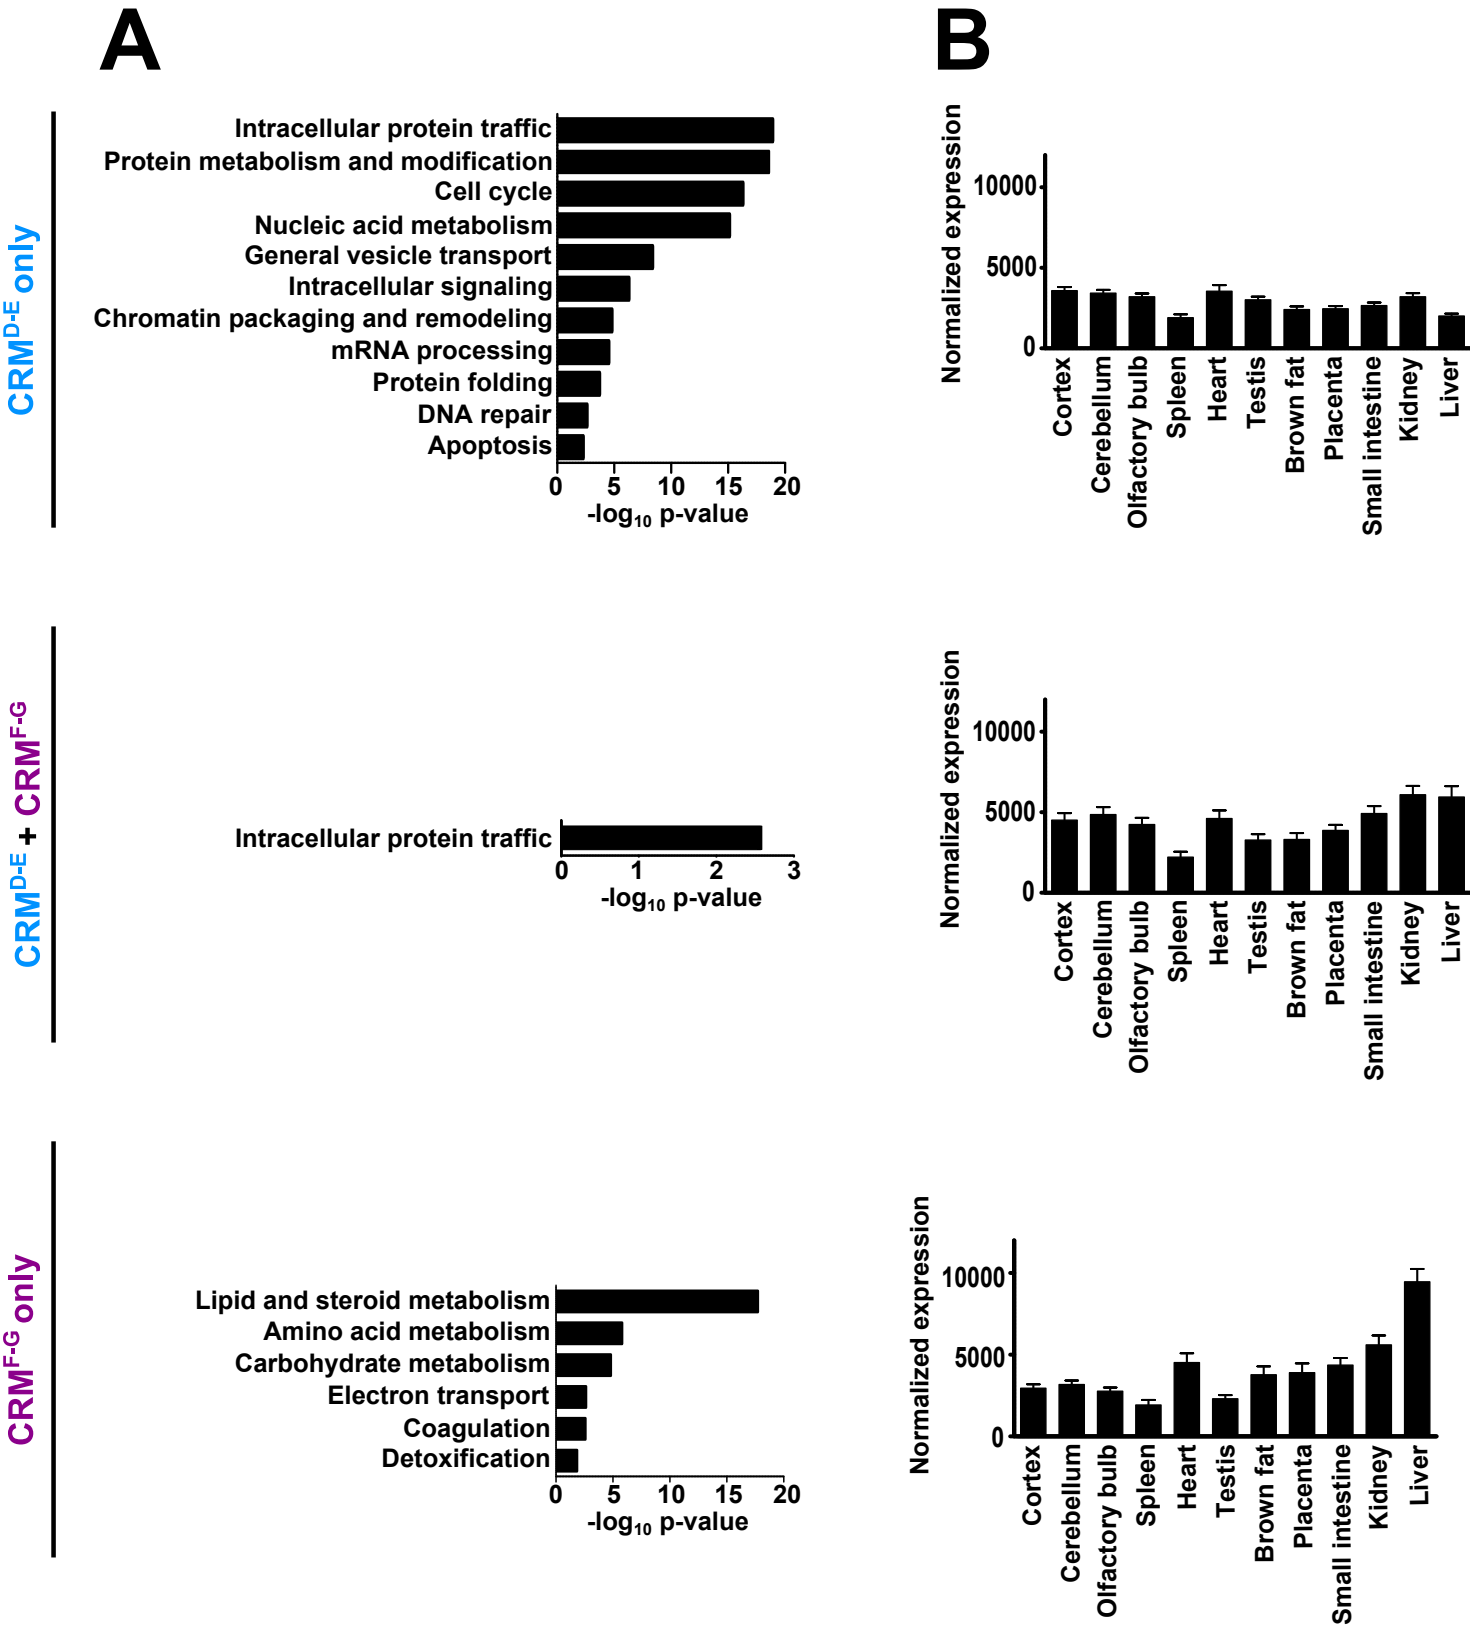 A
B
CRM^D-E only
Intracellular protein traffic
Protein metabolism and modification
Cell cycle
Nucleic acid metabolism
General vesicle transport
Intracellular signaling
Chromatin packaging and remodeling
mRNA processing
Protein folding
DNA repair
Apoptosis
0 5 10 15 20
-log₁₀ p-value
Normalized expression
10000
5000
0
Cortex
Cerebellum
Olfactory bulb
Spleen
Heart
Testis
Brown fat
Placenta
Small intestine
Kidney
Liver
CRM^D-E + CRM^F-G
Intracellular protein traffic
0 1 2 3
-log₁₀ p-value
Normalized expression
10000
5000
0
Cortex
Cerebellum
Olfactory bulb
Spleen
Heart
Testis
Brown fat
Placenta
Small intestine
Kidney
Liver
CRM^F-G only
Lipid and steroid metabolism
Amino acid metabolism
Carbohydrate metabolism
Electron transport
Coagulation
Detoxification
0 5 10 15 20
-log₁₀ p-value
Normalized expression
10000
5000
0
Cortex
Cerebellum
Olfactory bulb
Spleen
Heart
Testis
Brown fat
Placenta
Small intestine
Kidney
Liver